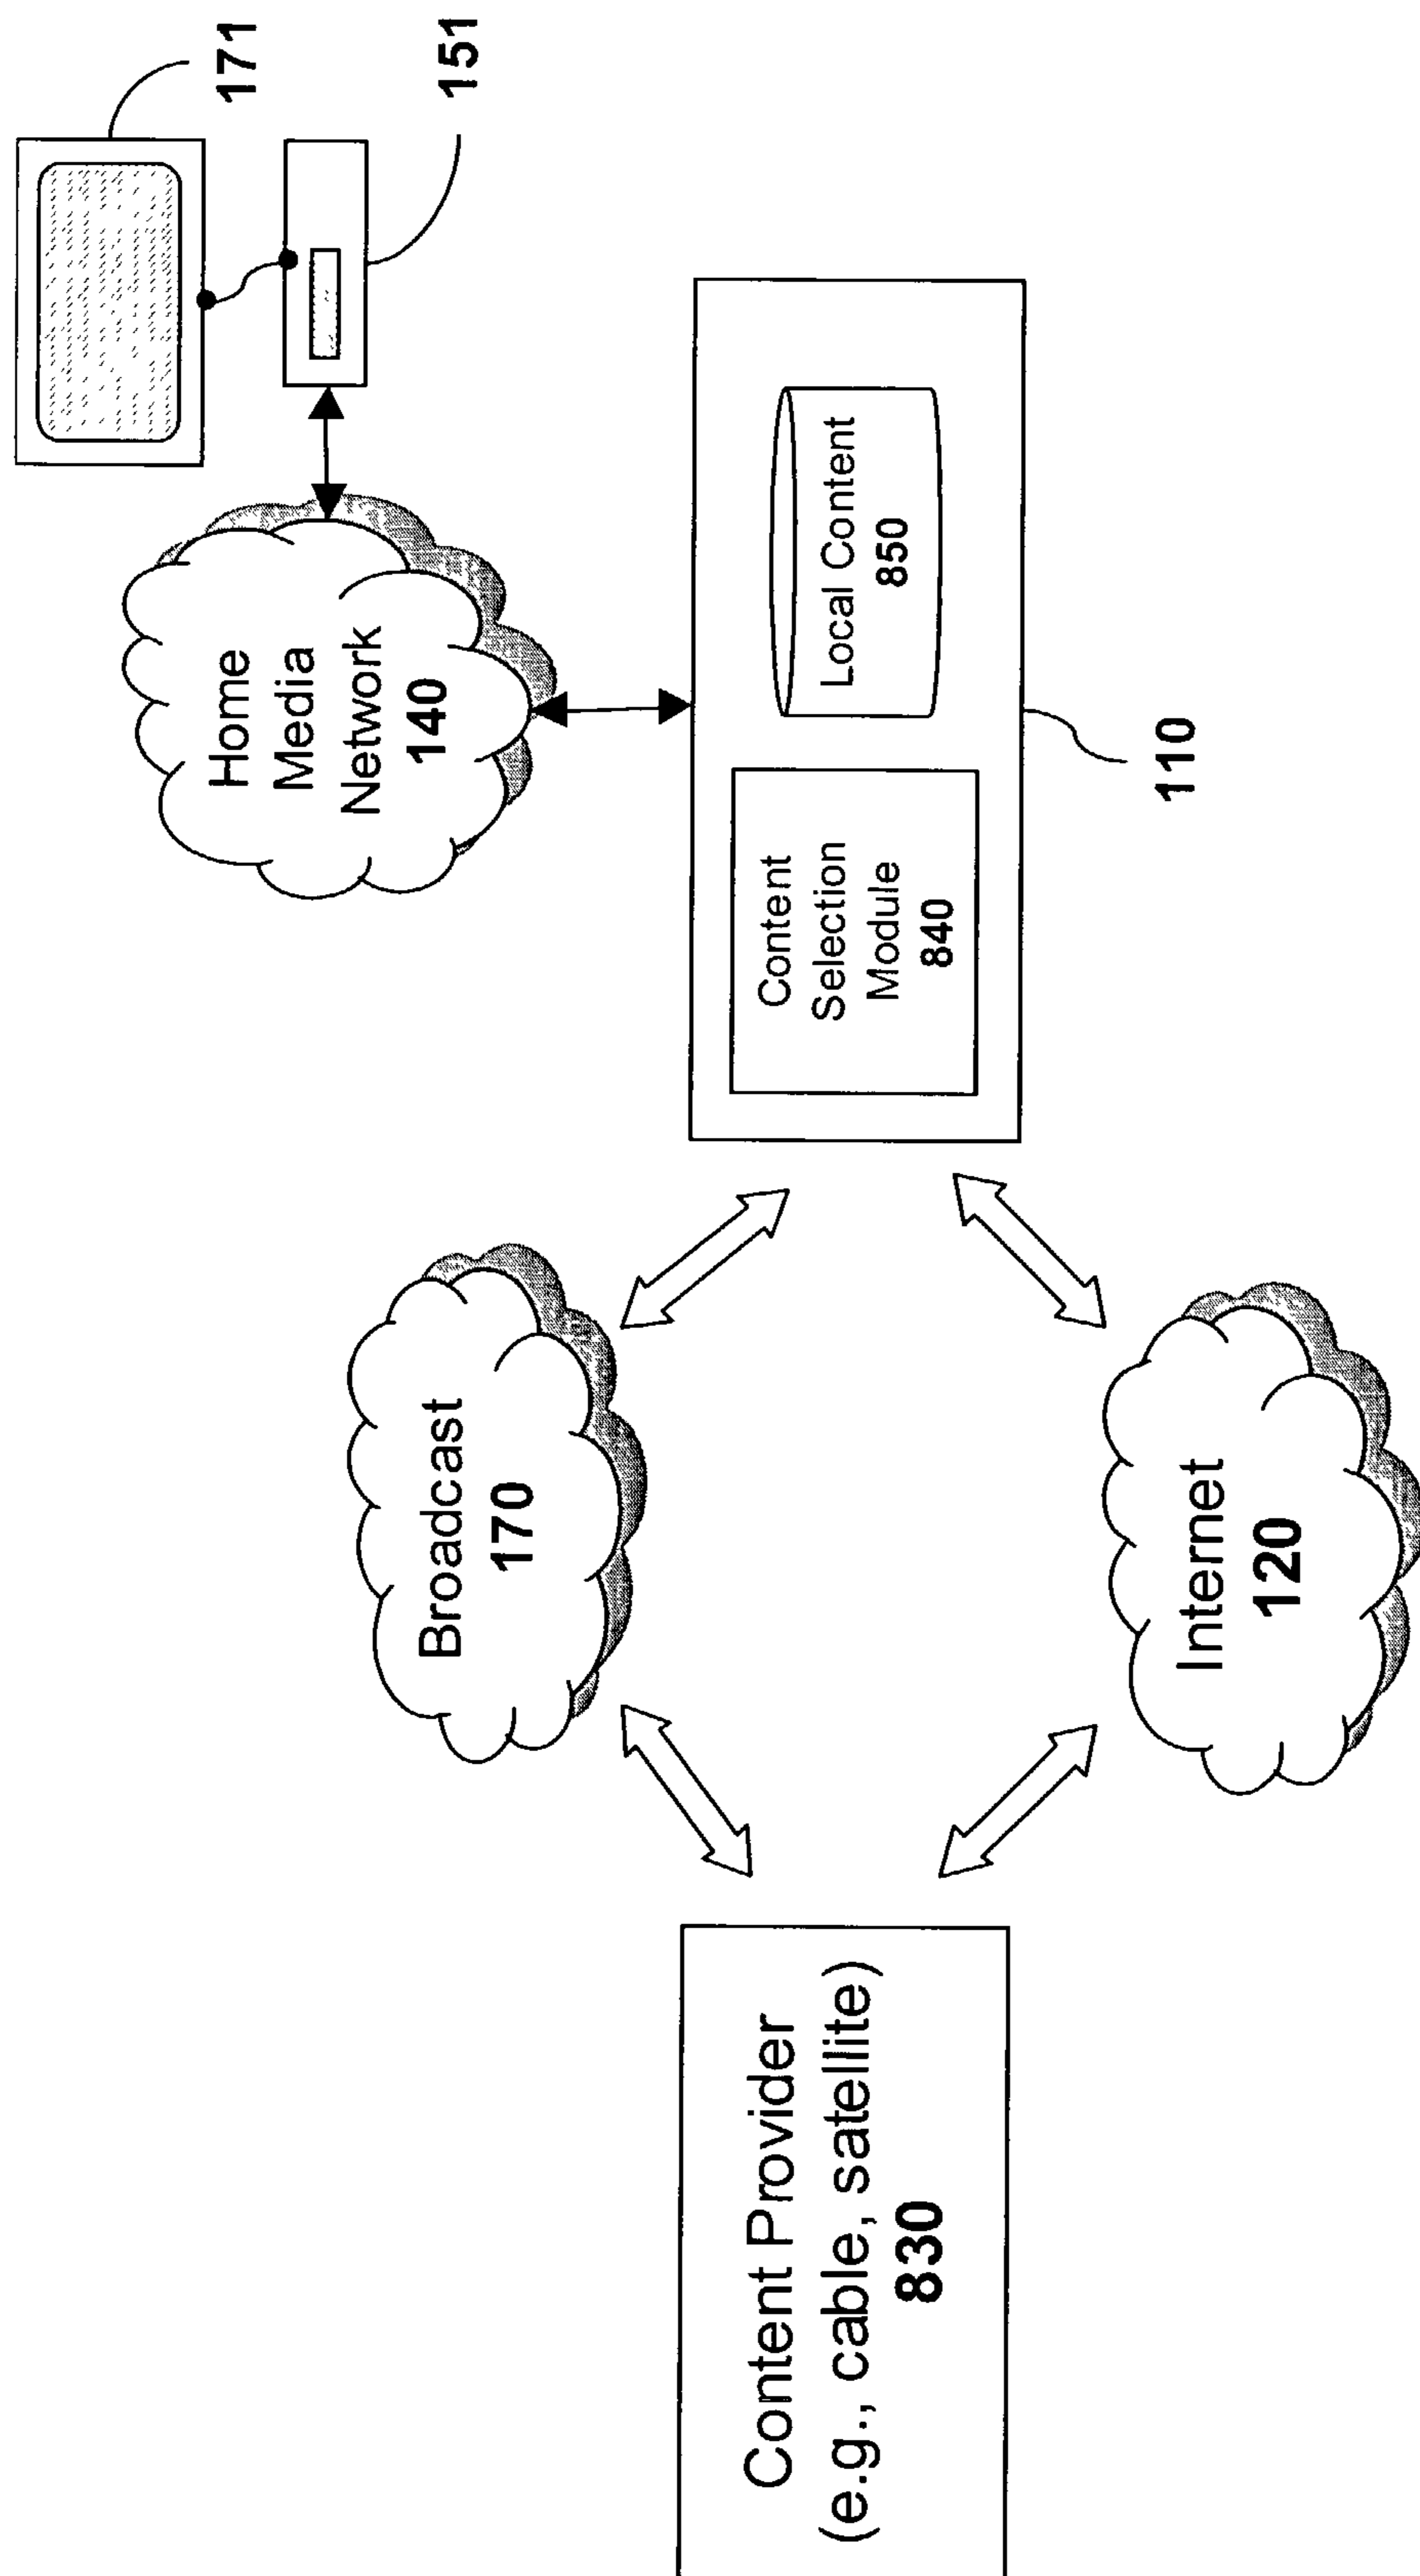 171
151
Home
Media
Network
140
Content
Selection
Module
840
Local Content
850
110
Broadcast
170
Internet
120
Content Provider
(e.g., cable, satellite)
830